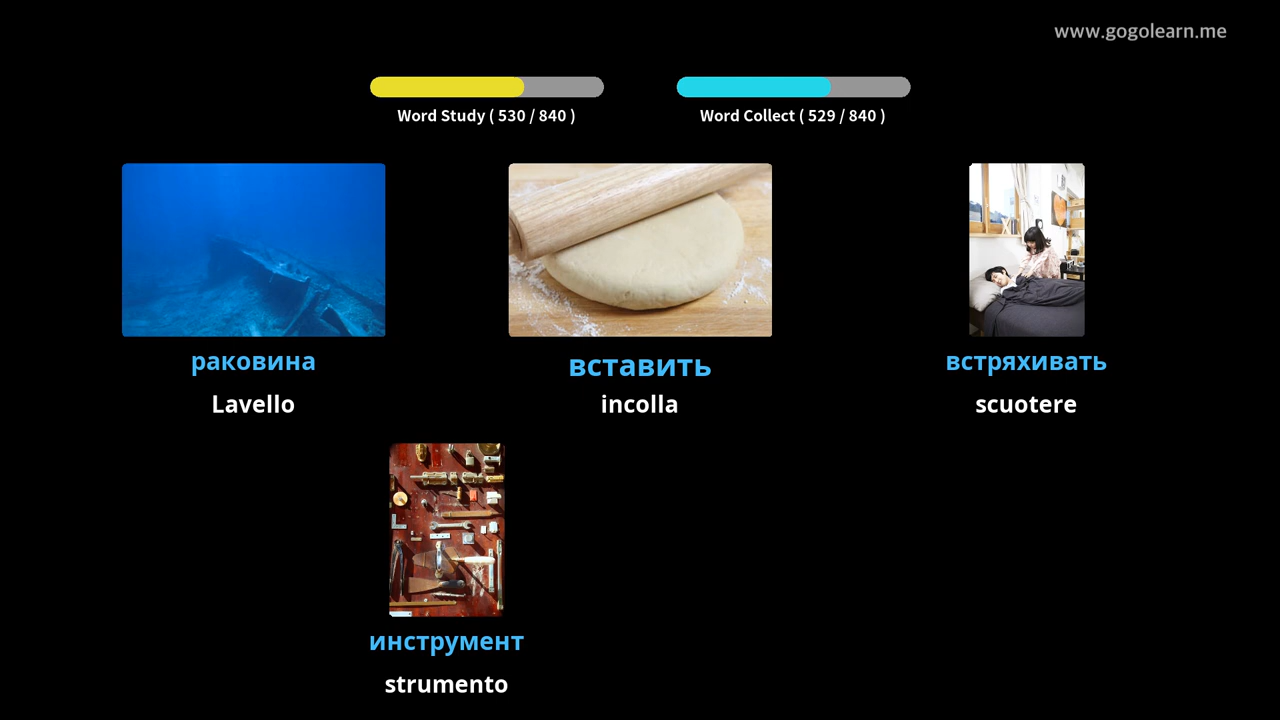 www.gogolearn.me
Word Study ( 530 / 840 )
Word Collect ( 529 / 840 )
раковина
Lavello
вставить
incolla
встряхивать
scuotere
инструмент
strumento